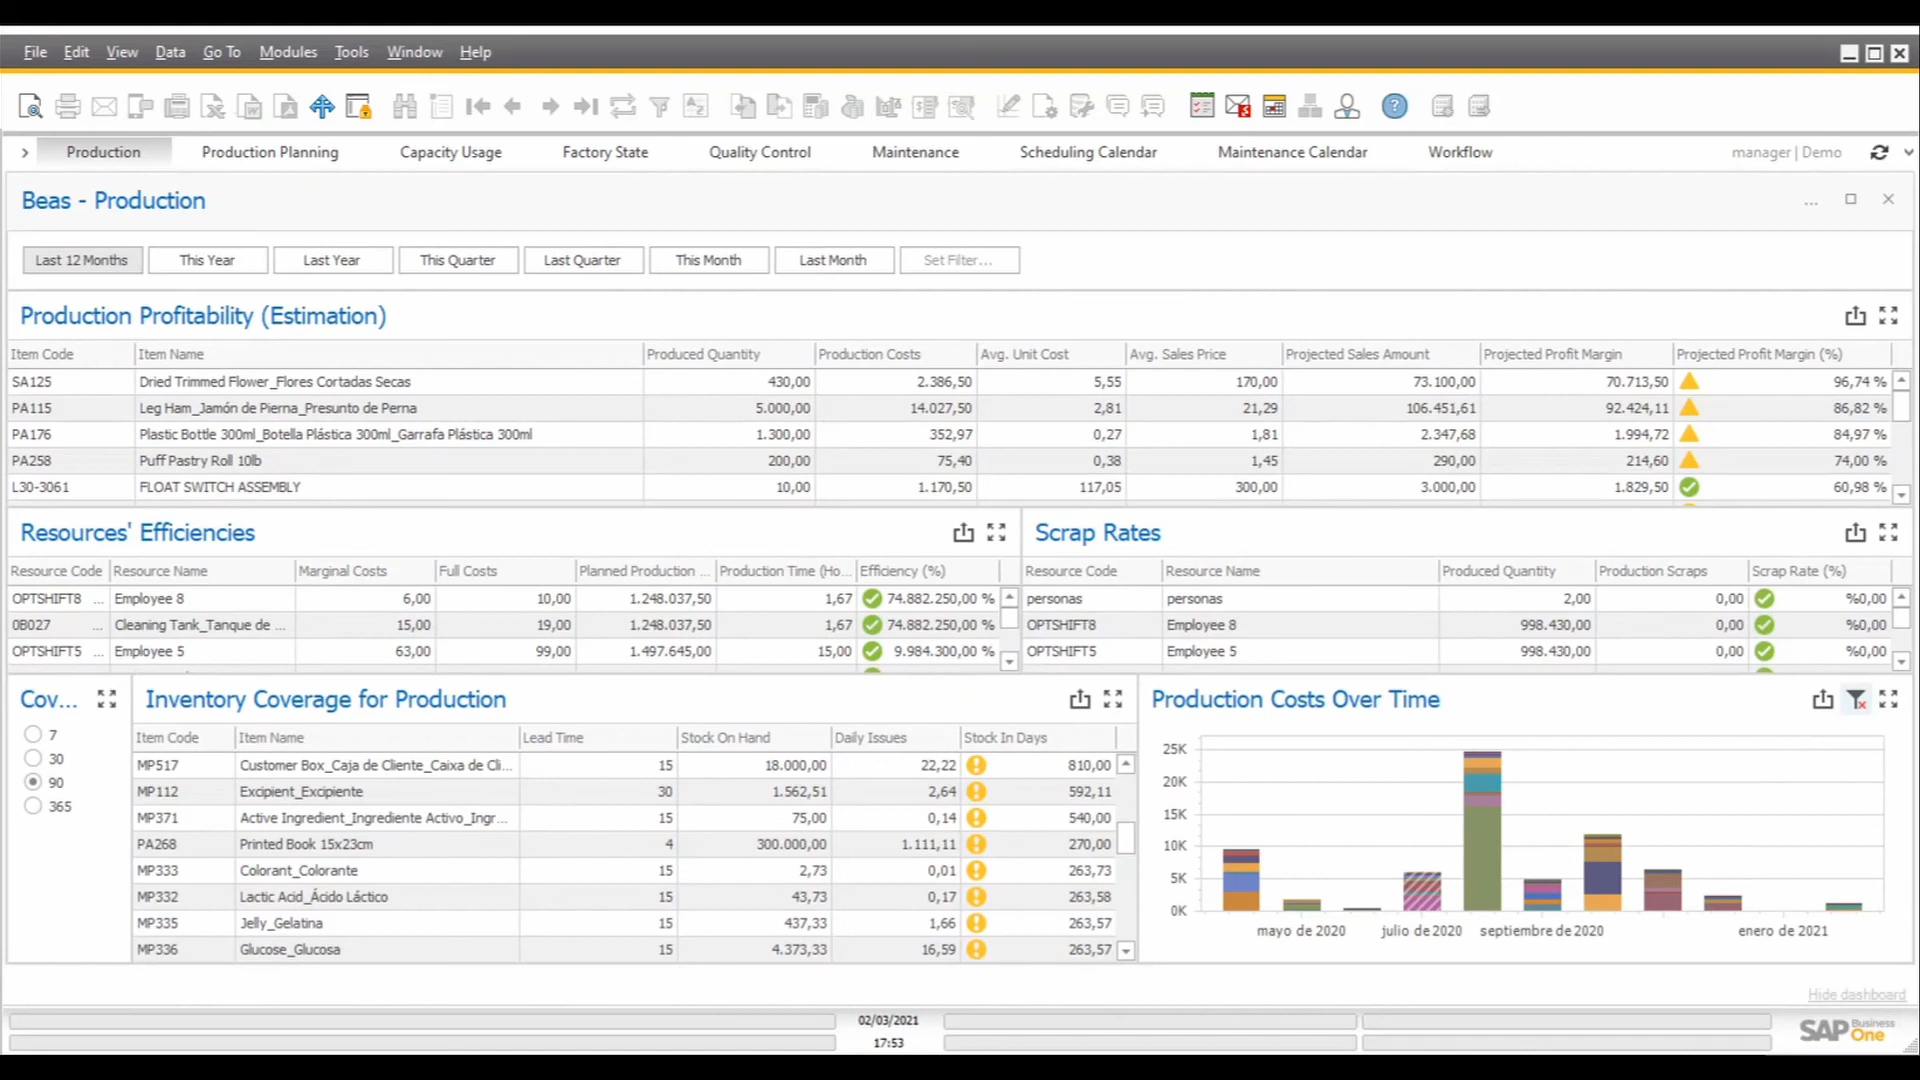 File Edit View Data Go To Modules Tools Window Help
Production Production Planning Capacity Usage Factory State Quality Control Maintenance Scheduling Calendar Maintenance Calendar Workflow manager | Demo
Beas - Production
Last 12 Months This Year Last Year This Quarter Last Quarter This Month Last Month Set Filter...
Production Profitability (Estimation)
Item Code Item Name Produced Quantity Production Costs Avg. Unit Cost Avg. Sales Price Projected Sales Amount Projected Profit Margin Projected Profit Margin (%)
SA125 Dried Trimmed Flower_Flores Cortadas Secas 430,00 2.386,50 5,55 170,00 73.100,00 70.713,50 96,74 %
PA115 Leg Ham_Jamón de Pierna_Presunto de Perna 5.000,00 14.027,50 2,81 21,29 106.451,61 92.424,11 86,82 %
PA176 Plastic Bottle 300ml_Botella Plástica 300ml_Garrafa Plástica 300ml 1.300,00 352,97 0,27 1,81 2.347,68 1.994,72 84,97 %
PA258 Puff Pastry Roll 10lb 200,00 75,40 0,38 1,45 290,00 214,60 74,00 %
L30-3061 FLOAT SWITCH ASSEMBLY 10,00 1.170,50 117,05 300,00 3.000,00 1.829,50 60,98 %
Resources' Efficiencies
Resource Code Resource Name Marginal Costs Full Costs Planned Production ... Production Time (Ho... Efficiency (%)
OPTSHIFT8 ... Employee 8 6,00 10,00 1.248.037,50 1,67 74.882.250,00 %
0B027 ... Cleaning Tank_Tanque de ... 15,00 19,00 1.248.037,50 1,67 74.882.250,00 %
OPTSHIFT5 ... Employee 5 63,00 99,00 1.497.645,00 15,00 9.984.300,00 %
Scrap Rates
Resource Code Resource Name Produced Quantity Production Scraps Scrap Rate (%)
personas personas 2,00 0,00 %0,00
OPTSHIFT8 Employee 8 998.430,00 0,00 %0,00
OPTSHIFT5 Employee 5 998.430,00 0,00 %0,00
Cov...
7
30
90
365
Inventory Coverage for Production
Item Code Item Name Lead Time Stock On Hand Daily Issues Stock In Days
MP517 Customer Box_Caja de Cliente_Caixa de Cli... 15 18.000,00 22,22 810,00
MP112 Excipient_Excipiente 30 1.562,51 2,64 592,11
MP371 Active Ingredient_Ingrediente Activo_Ingr... 15 75,00 0,14 540,00
PA268 Printed Book 15x23cm 4 300.000,00 1.111,11 270,00
MP333 Colorant_Colorante 15 2,73 0,01 263,73
MP332 Lactic Acid_Ácido Láctico 15 43,73 0,17 263,58
MP335 Jelly_Gelatina 15 437,33 1,66 263,57
MP336 Glucose_Glucosa 15 4.373,33 16,59 263,57
Production Costs Over Time
25K
20K
15K
10K
5K
0K
mayo de 2020 julio de 2020 septiembre de 2020 enero de 2021
Hide dashboard
02/03/2021
17:53
SAP Business One